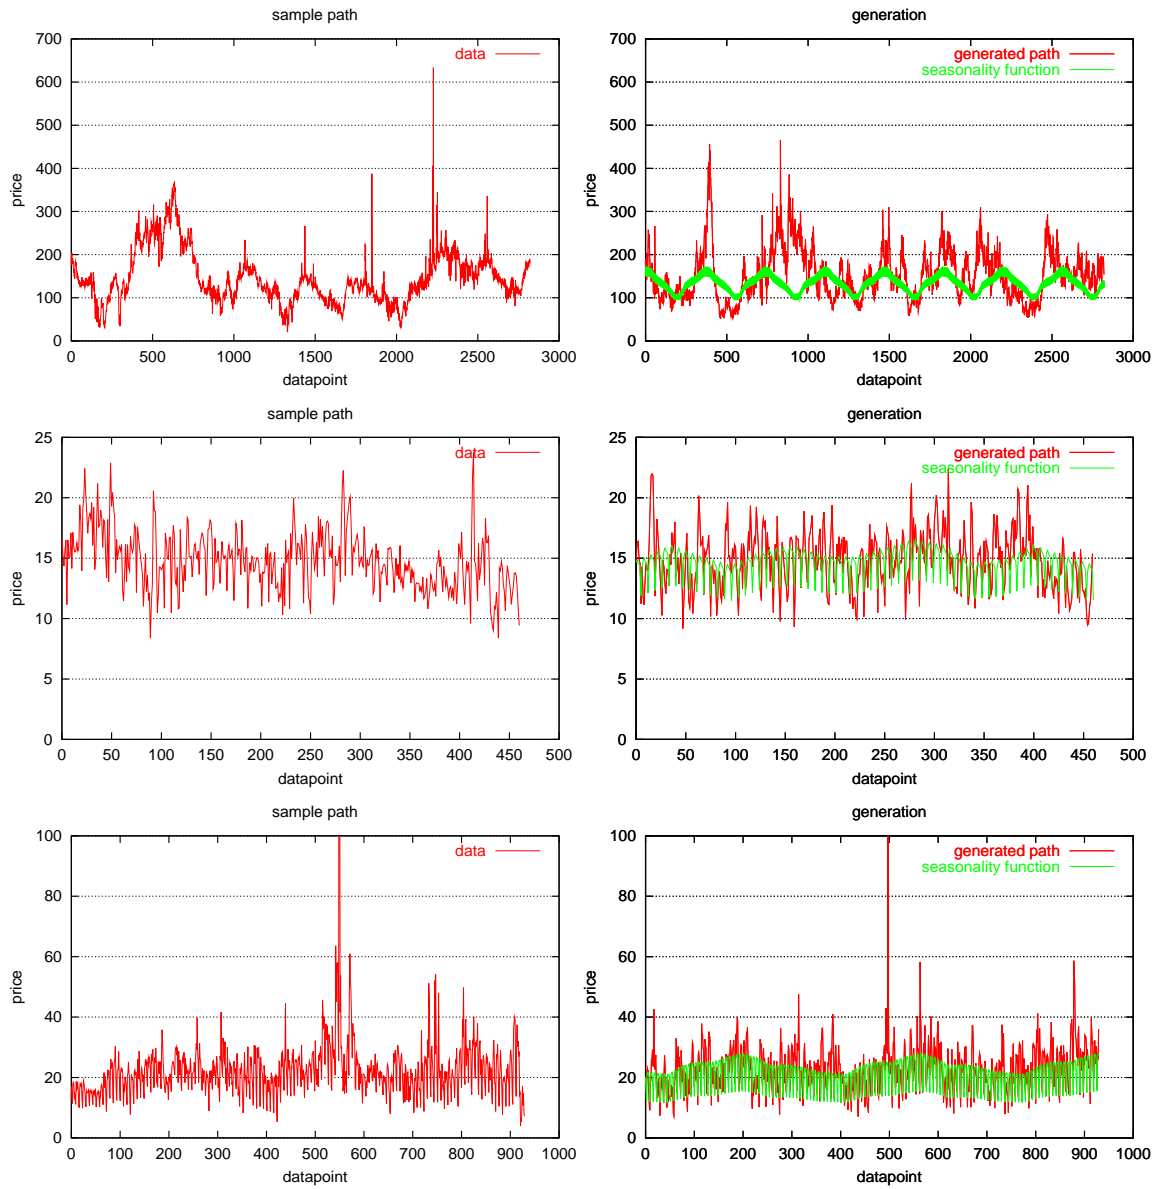 sample path
data
price
700
600
500
400
300
200
100
0
0 500 1000 1500 2000 2500 3000
datapoint
generation
generated path
seasonality function
price
700
600
500
400
300
200
100
0
0 500 1000 1500 2000 2500 3000
datapoint
sample path
data
price
25
20
15
10
5
0
0 50 100 150 200 250 300 350 400 450 500
datapoint
generation
generated path
seasonality function
price
25
20
15
10
5
0
0 50 100 150 200 250 300 350 400 450 500
datapoint
sample path
data
price
100
80
60
40
20
0
0 100 200 300 400 500 600 700 800 900 1000
datapoint
generation
generated path
seasonality function
price
100
80
60
40
20
0
0 100 200 300 400 500 600 700 800 900 1000
datapoint